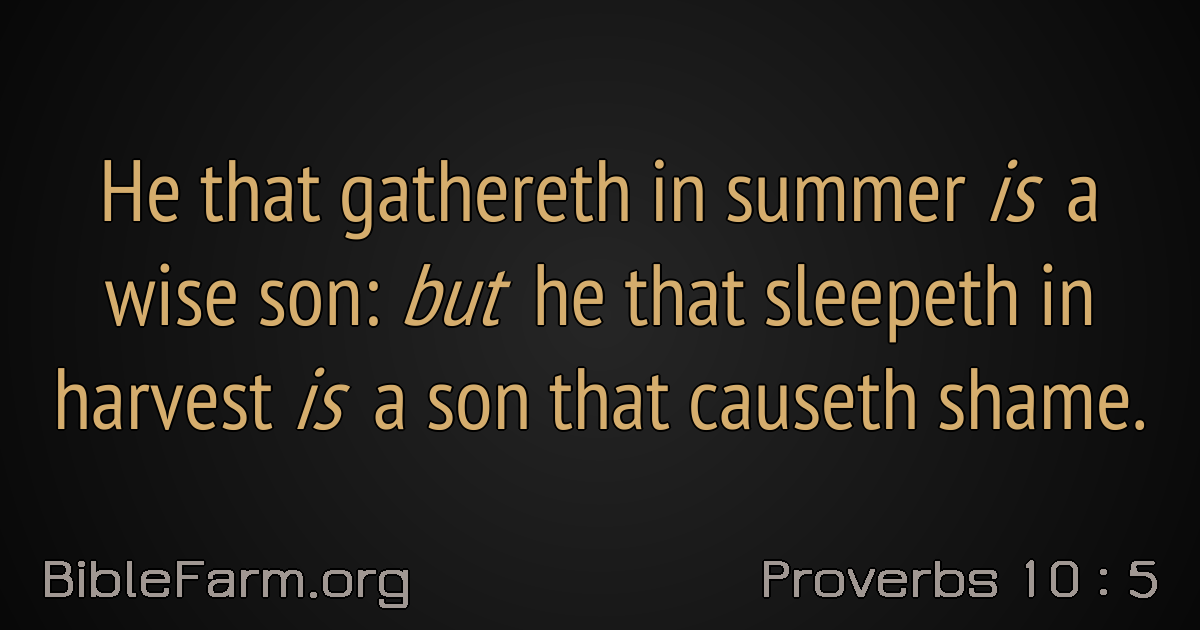 He that gathereth in summer is a
wise son: but he that sleepeth in
harvest is a son that causeth shame.
BibleFarm.org
Proverbs 10 : 5